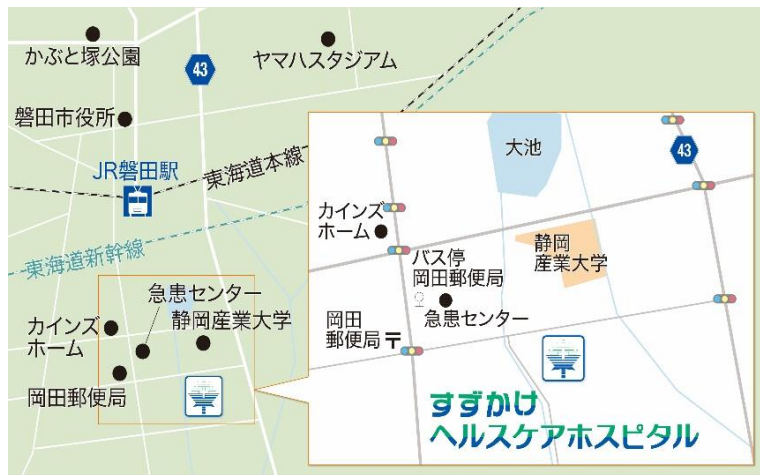 かぶと塚公園
43
ヤマハスタジアム
磐田市役所
JR磐田駅
東海道本線
東海道新幹線
急患センター
カインズ
ホーム
静岡産業大学
岡田郵便局
大池
43
カインズ
ホーム
静岡
産業大学
バス停
岡田郵便局
急患センター
岡田
郵便局〒
すずかけ
ヘルスケアホスピタル